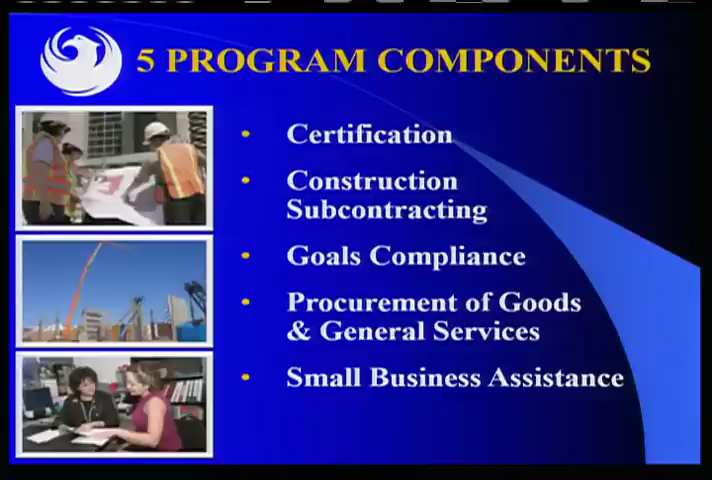 5 PROGRAM COMPONENTS
• Certification
• Construction
Subcontracting
• Goals Compliance
• Procurement of Goods
& General Services
• Small Business Assistance